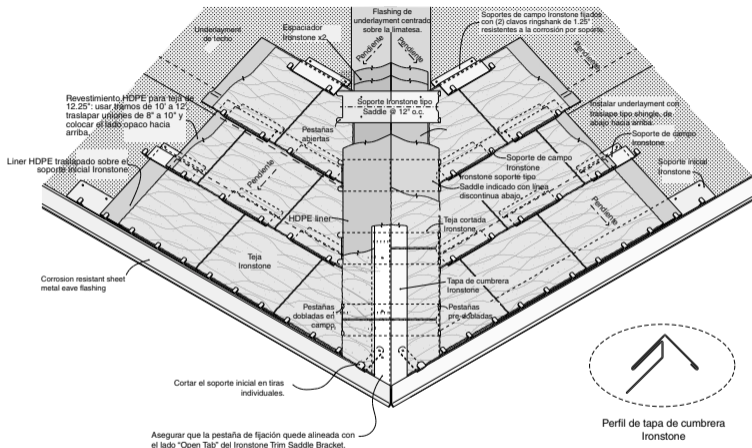 Underlayment
de techo
Espaciador
Ironstone x2
Flashing de
underlayment centrado
sobre la limatesa.
Soportes de campo Ironstone fijados
con (2) clavos ringshank de 1.25"
resistentes a la corrosión por soporte.
Pendiente
Pendiente
Pendiente
Revestimiento HDPE para teja de
12.25": usar tramos de 10' a 12',
traslapar uniones de 8" a 10" y
colocar el lado opaco hacia
arriba.
Soporte Ironstone tipo
Saddle @ 12" o.c.
Instalar underlayment con
traslape tipo shingle, de
abajo hacia arriba.
Pestañas
abiertas
Soporte de campo
Ironstone
Liner HDPE traslapado sobre el
soporte inicial Ironstone
Soporte de campo
Ironstone
Soporte inicial
Ironstone
Pendiente
Ironstone soporte tipo
Saddle indicado con línea
discontinua abajo.
Pendiente
HDPE liner
Teja cortada
Ironstone
Teja
Ironstone
Corrosion resistant sheet
metal eave flashing
Tapa de cumbrera
Ironstone
Pestañas
dobladas en
campo
Pestañas
pre-dobladas
Cortar el soporte inicial en tiras
individuales.
Perfil de tapa de cumbrera
Ironstone
Asegurar que la pestaña de fijación quede alineada con
el lado "Open Tab" del Ironstone Trim Saddle Bracket.